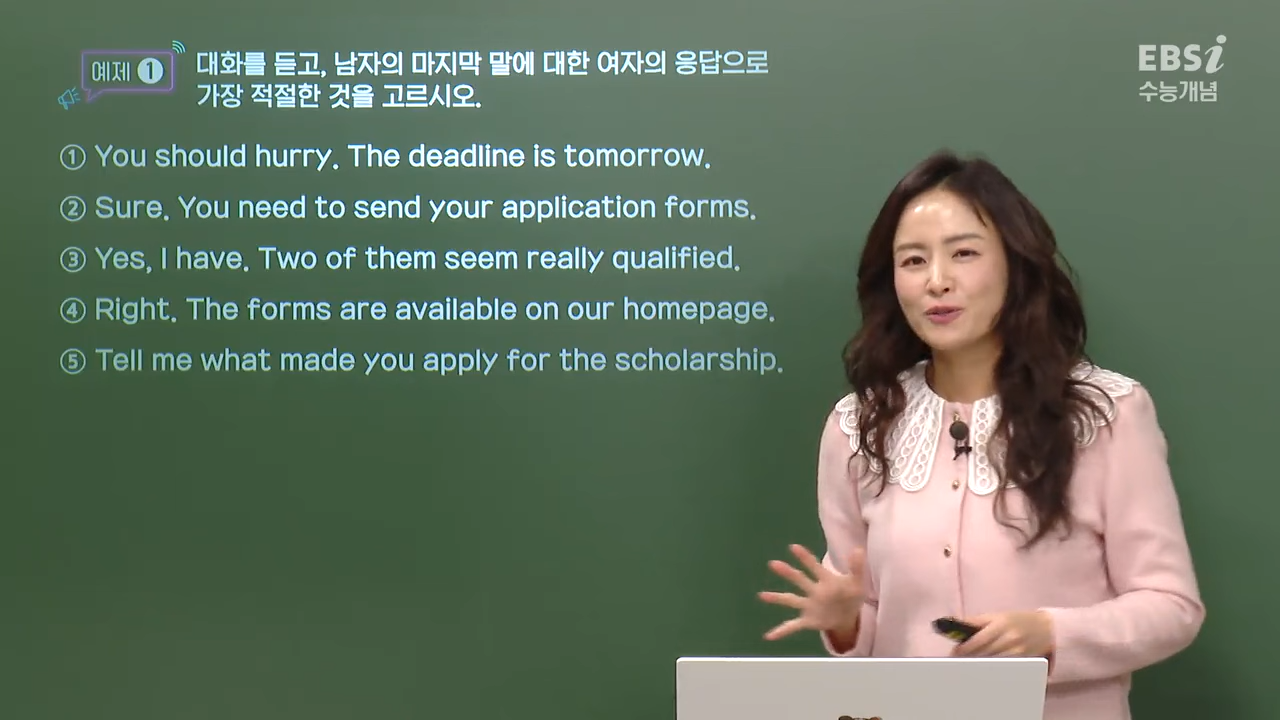 예제 1
대화를 듣고, 남자의 마지막 말에 대한 여자의 응답으로
가장 적절한 것을 고르시오.
① You should hurry. The deadline is tomorrow.
② Sure. You need to send your application forms.
③ Yes, I have. Two of them seem really qualified.
④ Right. The forms are available on our homepage.
⑤ Tell me what made you apply for the scholarship.
EBSi
수능개념